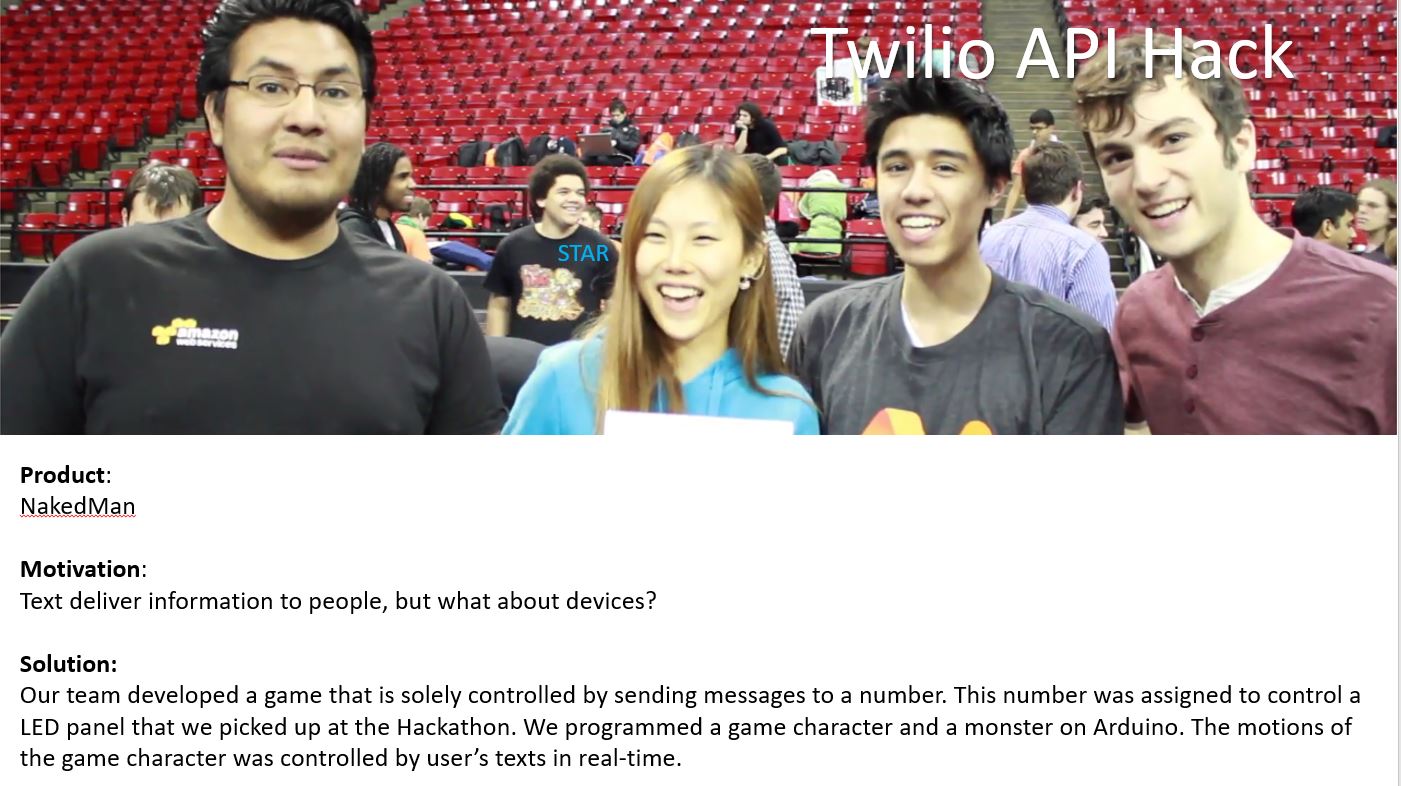 Twilio API Hack
STAR
amazon
web services
Product:
NakedMan
Motivation:
Text deliver information to people, but what about devices?
Solution:
Our team developed a game that is solely controlled by sending messages to a number. This number was assigned to control a
LED panel that we picked up at the Hackathon. We programmed a game character and a monster on Arduino. The motions of
the game character was controlled by user’s texts in real-time.